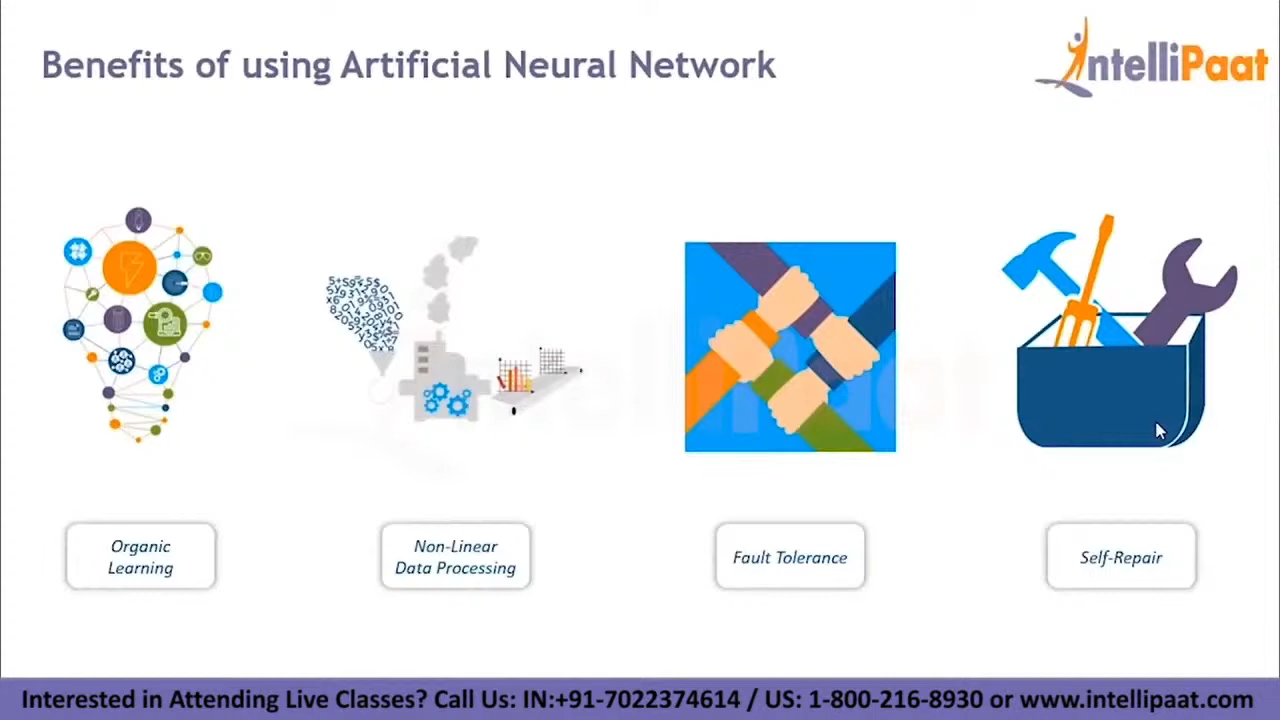 Benefits of using Artificial Neural Network
IntelliPaat
Organic
Learning
Non-Linear
Data Processing
Fault Tolerance
Self-Repair
Interested in Attending Live Classes? Call Us: IN:+91-7022374614 / US: 1-800-216-8930 or www.intellipaat.com